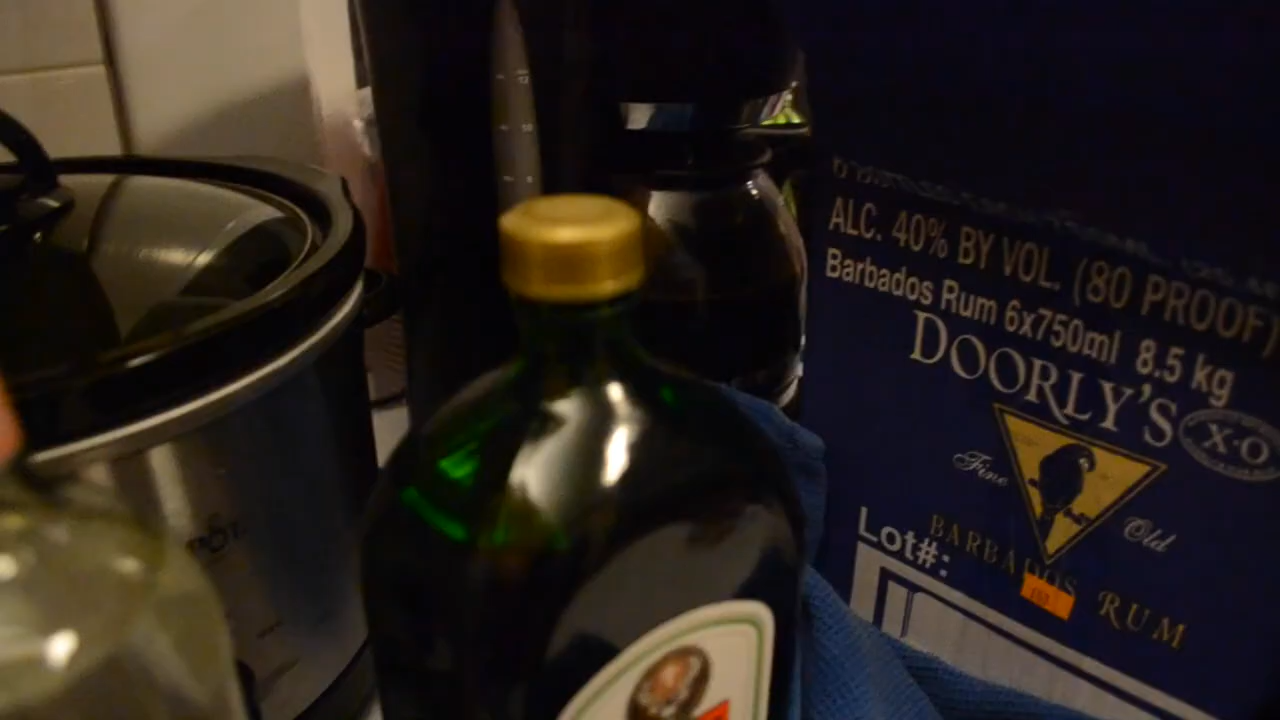 ALC. 40% BY VOL. (80 PROOF)
Barbados Rum 6x750ml 8.5 kg
DOORLY'S
X·O
Fine Old
BARBADOS RUM
Lot#: